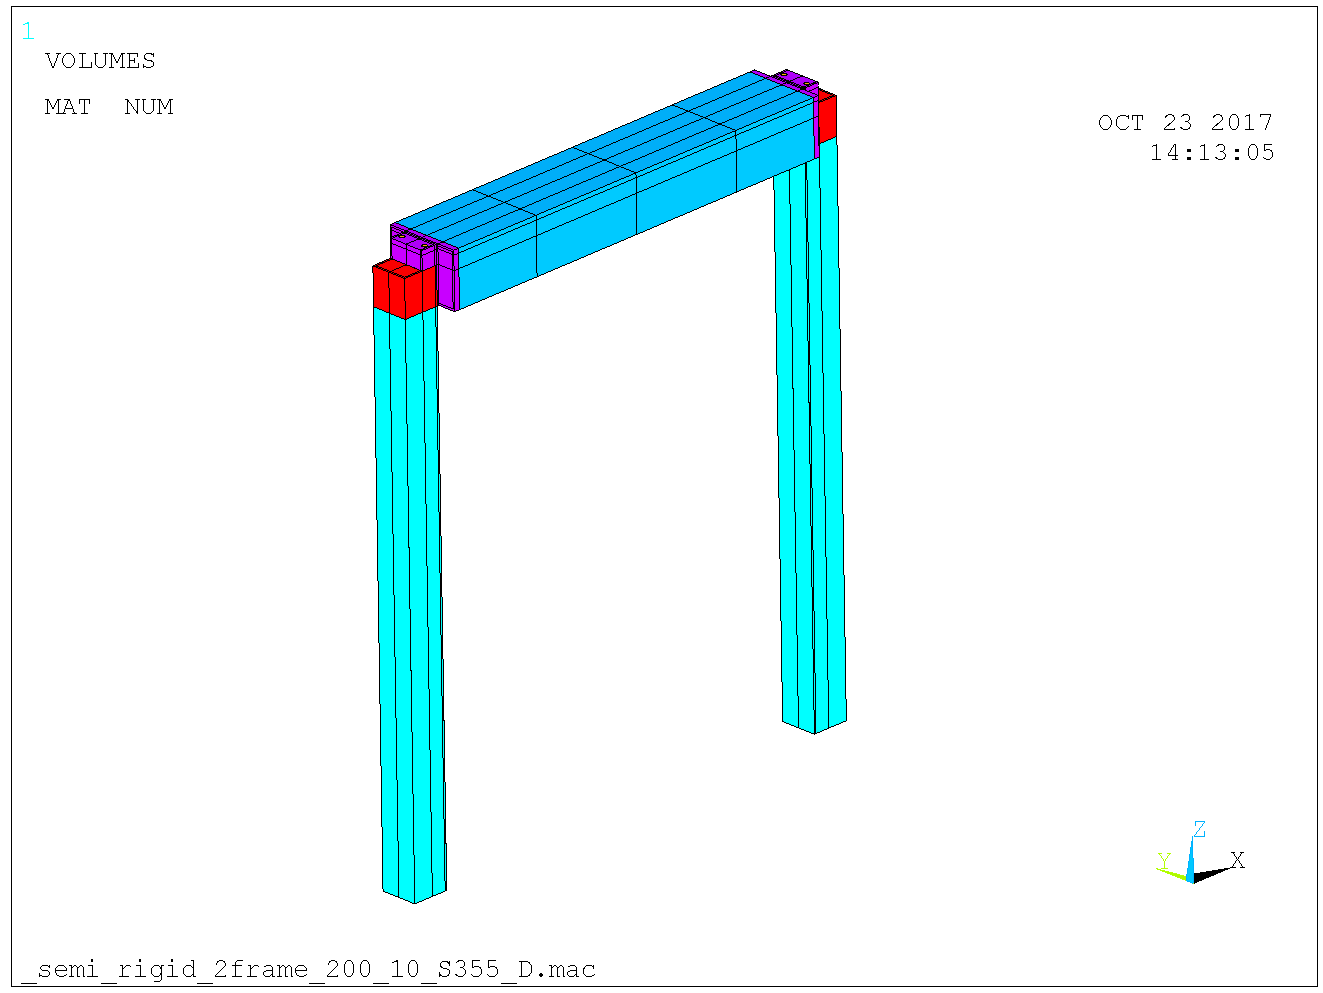 1
VOLUMES
MAT NUM
OCT 23 2017
14:13:05
Z
Y
X
_semi_rigid_2frame_200_10_S355_D.mac